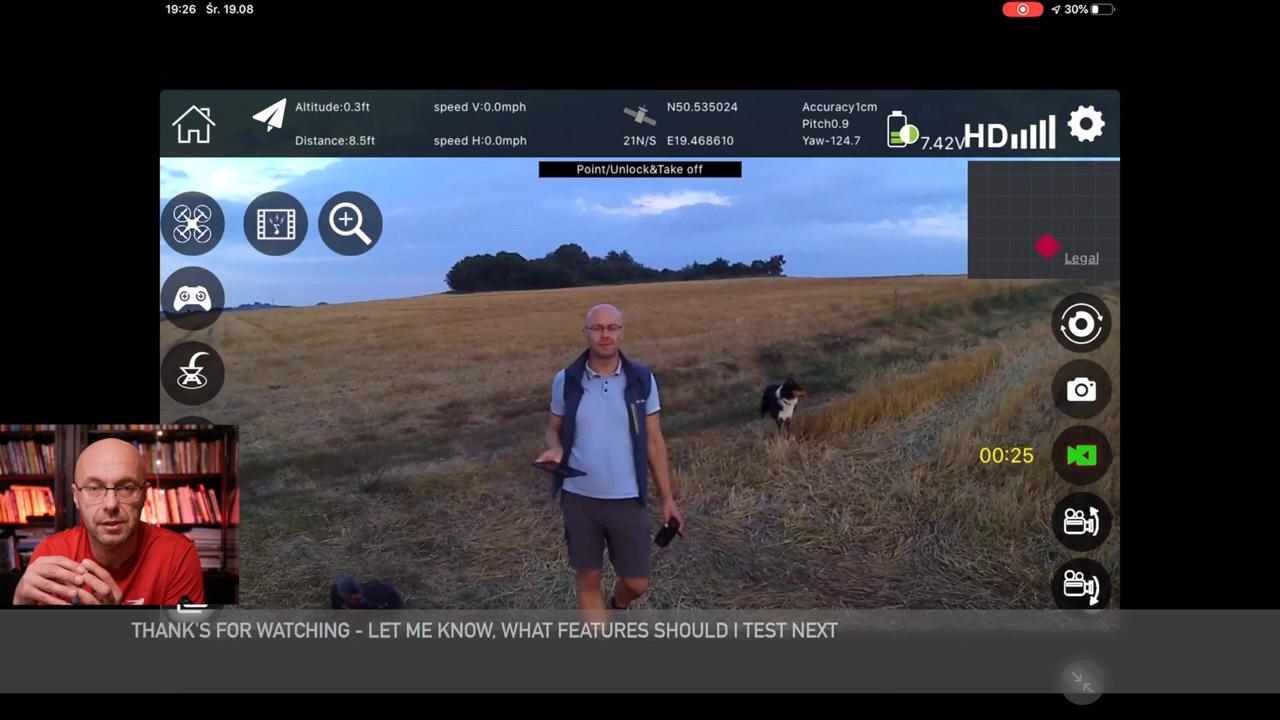 19:26 Śr. 19.08
30%
Altitude:0.3ft speed V:0.0mph N50.535024 Accuracy1cm
Pitch0.9
Distance:8.5ft speed H:0.0mph 21N/S E19.468610 Yaw-124.7
7.42V HD
Point/Unlock&Take off
Legal
00:25
THANK'S FOR WATCHING - LET ME KNOW, WHAT FEATURES SHOULD I TEST NEXT